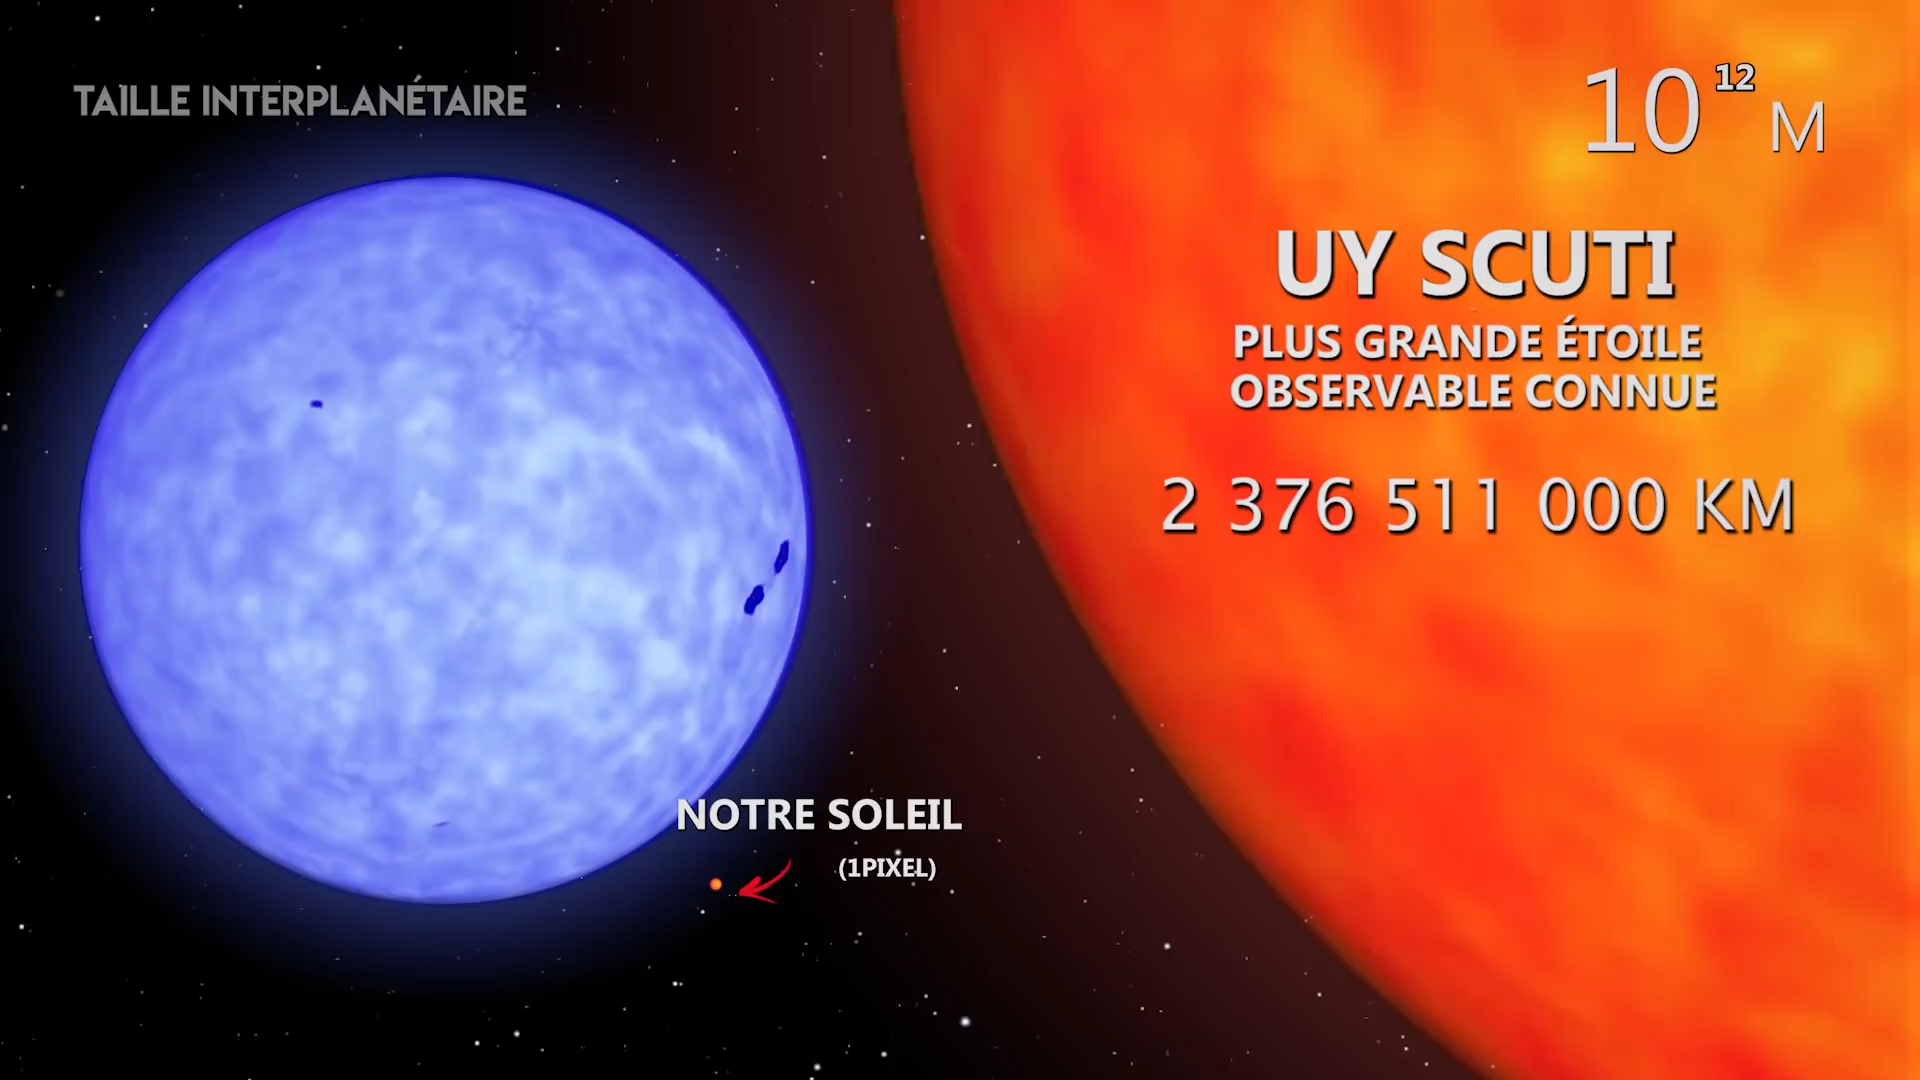 TAILLE INTERPLANÉTAIRE
10¹² M
UY SCUTI
PLUS GRANDE ÉTOILE
OBSERVABLE CONNUE
2 376 511 000 KM
NOTRE SOLEIL
(1PIXEL)